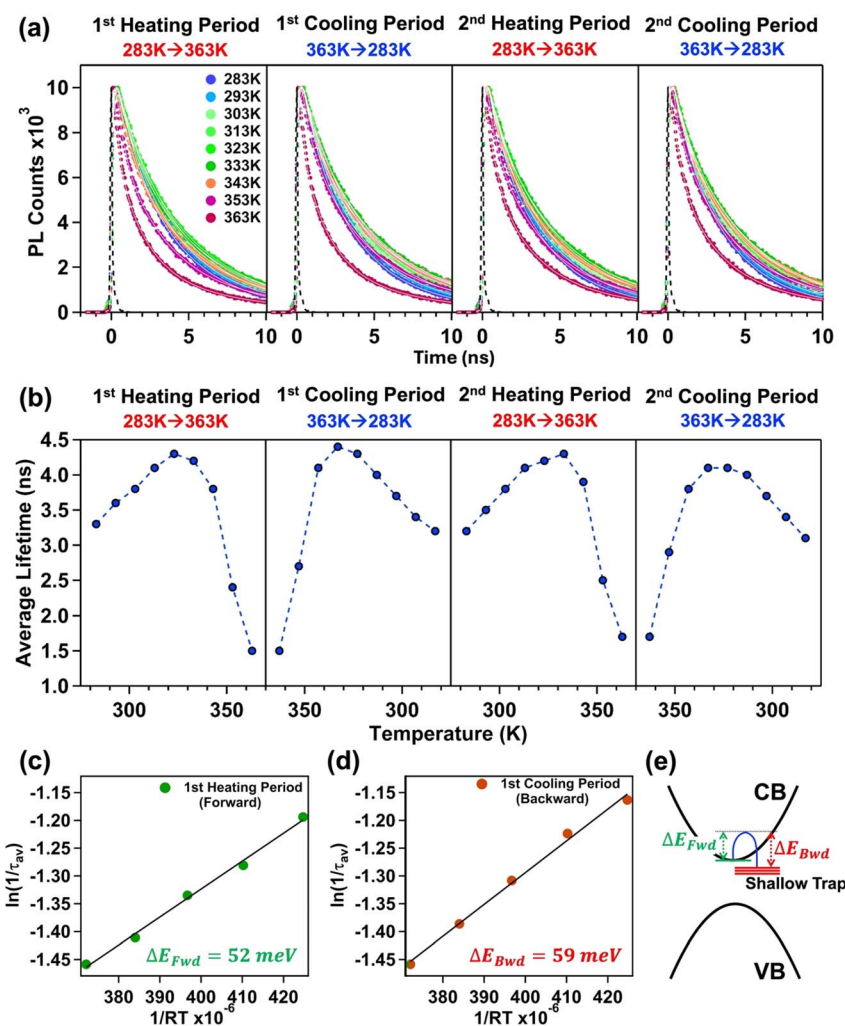 (a)
1st Heating Period
283K→363K
1st Cooling Period
363K→283K
2nd Heating Period
283K→363K
2nd Cooling Period
363K→283K
PL Counts x10³
10
8
6
4
2
0
283K
293K
303K
313K
323K
333K
343K
353K
363K
0 5 10
0 5 10
0 5 10
0 5 10
Time (ns)
(b)
1st Heating Period
283K→363K
1st Cooling Period
363K→283K
2nd Heating Period
283K→363K
2nd Cooling Period
363K→283K
Average Lifetime (ns)
4.5
4.0
3.5
3.0
2.5
2.0
1.5
1.0
300 350
350 300
300 350
350 300
Temperature (K)
(c)
1st Heating Period
(Forward)
ln(1/τav)
-1.15
-1.20
-1.25
-1.30
-1.35
-1.40
-1.45
ΔEFwd = 52 meV
380 390 400 410 420
1/RT x10-6
(d)
1st Cooling Period
(Backward)
ln(1/τav)
-1.15
-1.20
-1.25
-1.30
-1.35
-1.40
-1.45
ΔEBwd = 59 meV
380 390 400 410 420
1/RT x10-6
(e)
CB
ΔEFwd
ΔEBwd
Shallow Trap
VB